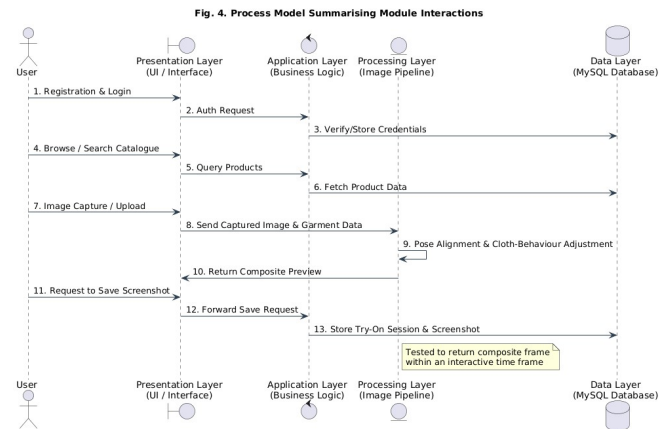 Fig. 4. Process Model Summarising Module Interactions
User
Presentation Layer
(UI / Interface)
Application Layer
(Business Logic)
Processing Layer
(Image Pipeline)
Data Layer
(MySQL Database)
1. Registration & Login
2. Auth Request
3. Verify/Store Credentials
4. Browse / Search Catalogue
5. Query Products
6. Fetch Product Data
7. Image Capture / Upload
8. Send Captured Image & Garment Data
9. Pose Alignment & Cloth-Behaviour Adjustment
10. Return Composite Preview
11. Request to Save Screenshot
12. Forward Save Request
13. Store Try-On Session & Screenshot
Tested to return composite frame
within an interactive time frame
User
Presentation Layer
(UI / Interface)
Application Layer
(Business Logic)
Processing Layer
(Image Pipeline)
Data Layer
(MySQL Database)